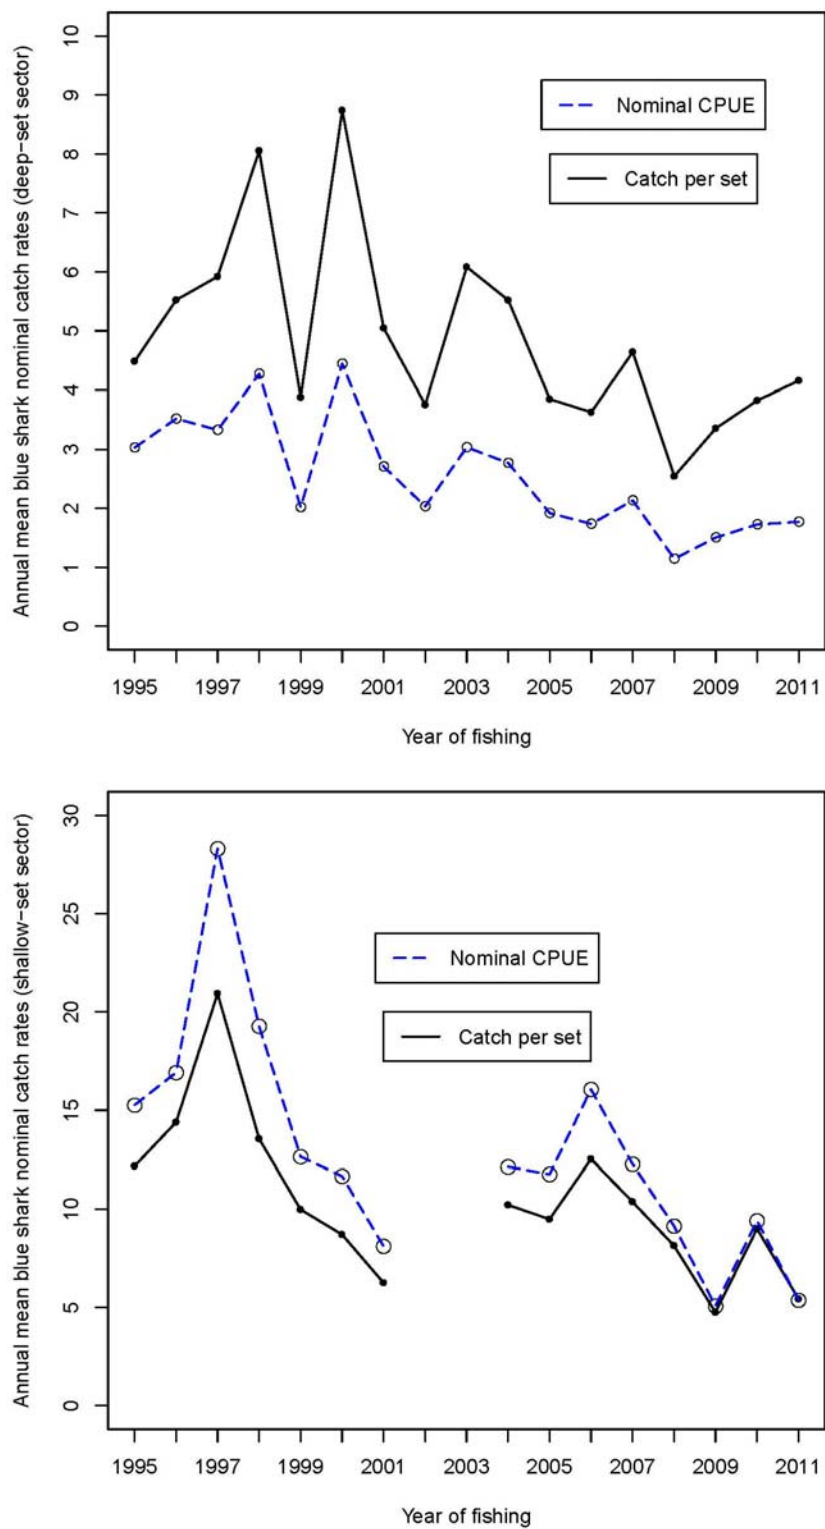 Annual mean blue shark nominal catch rates (deep-set sector)
10
9
8
7
6
5
4
3
2
1
0
Nominal CPUE
Catch per set
1995 1997 1999 2001 2003 2005 2007 2009 2011
Year of fishing
Annual mean blue shark nominal catch rates (shallow-set sector)
30
25
20
15
10
5
0
Nominal CPUE
Catch per set
1995 1997 1999 2001 2003 2005 2007 2009 2011
Year of fishing